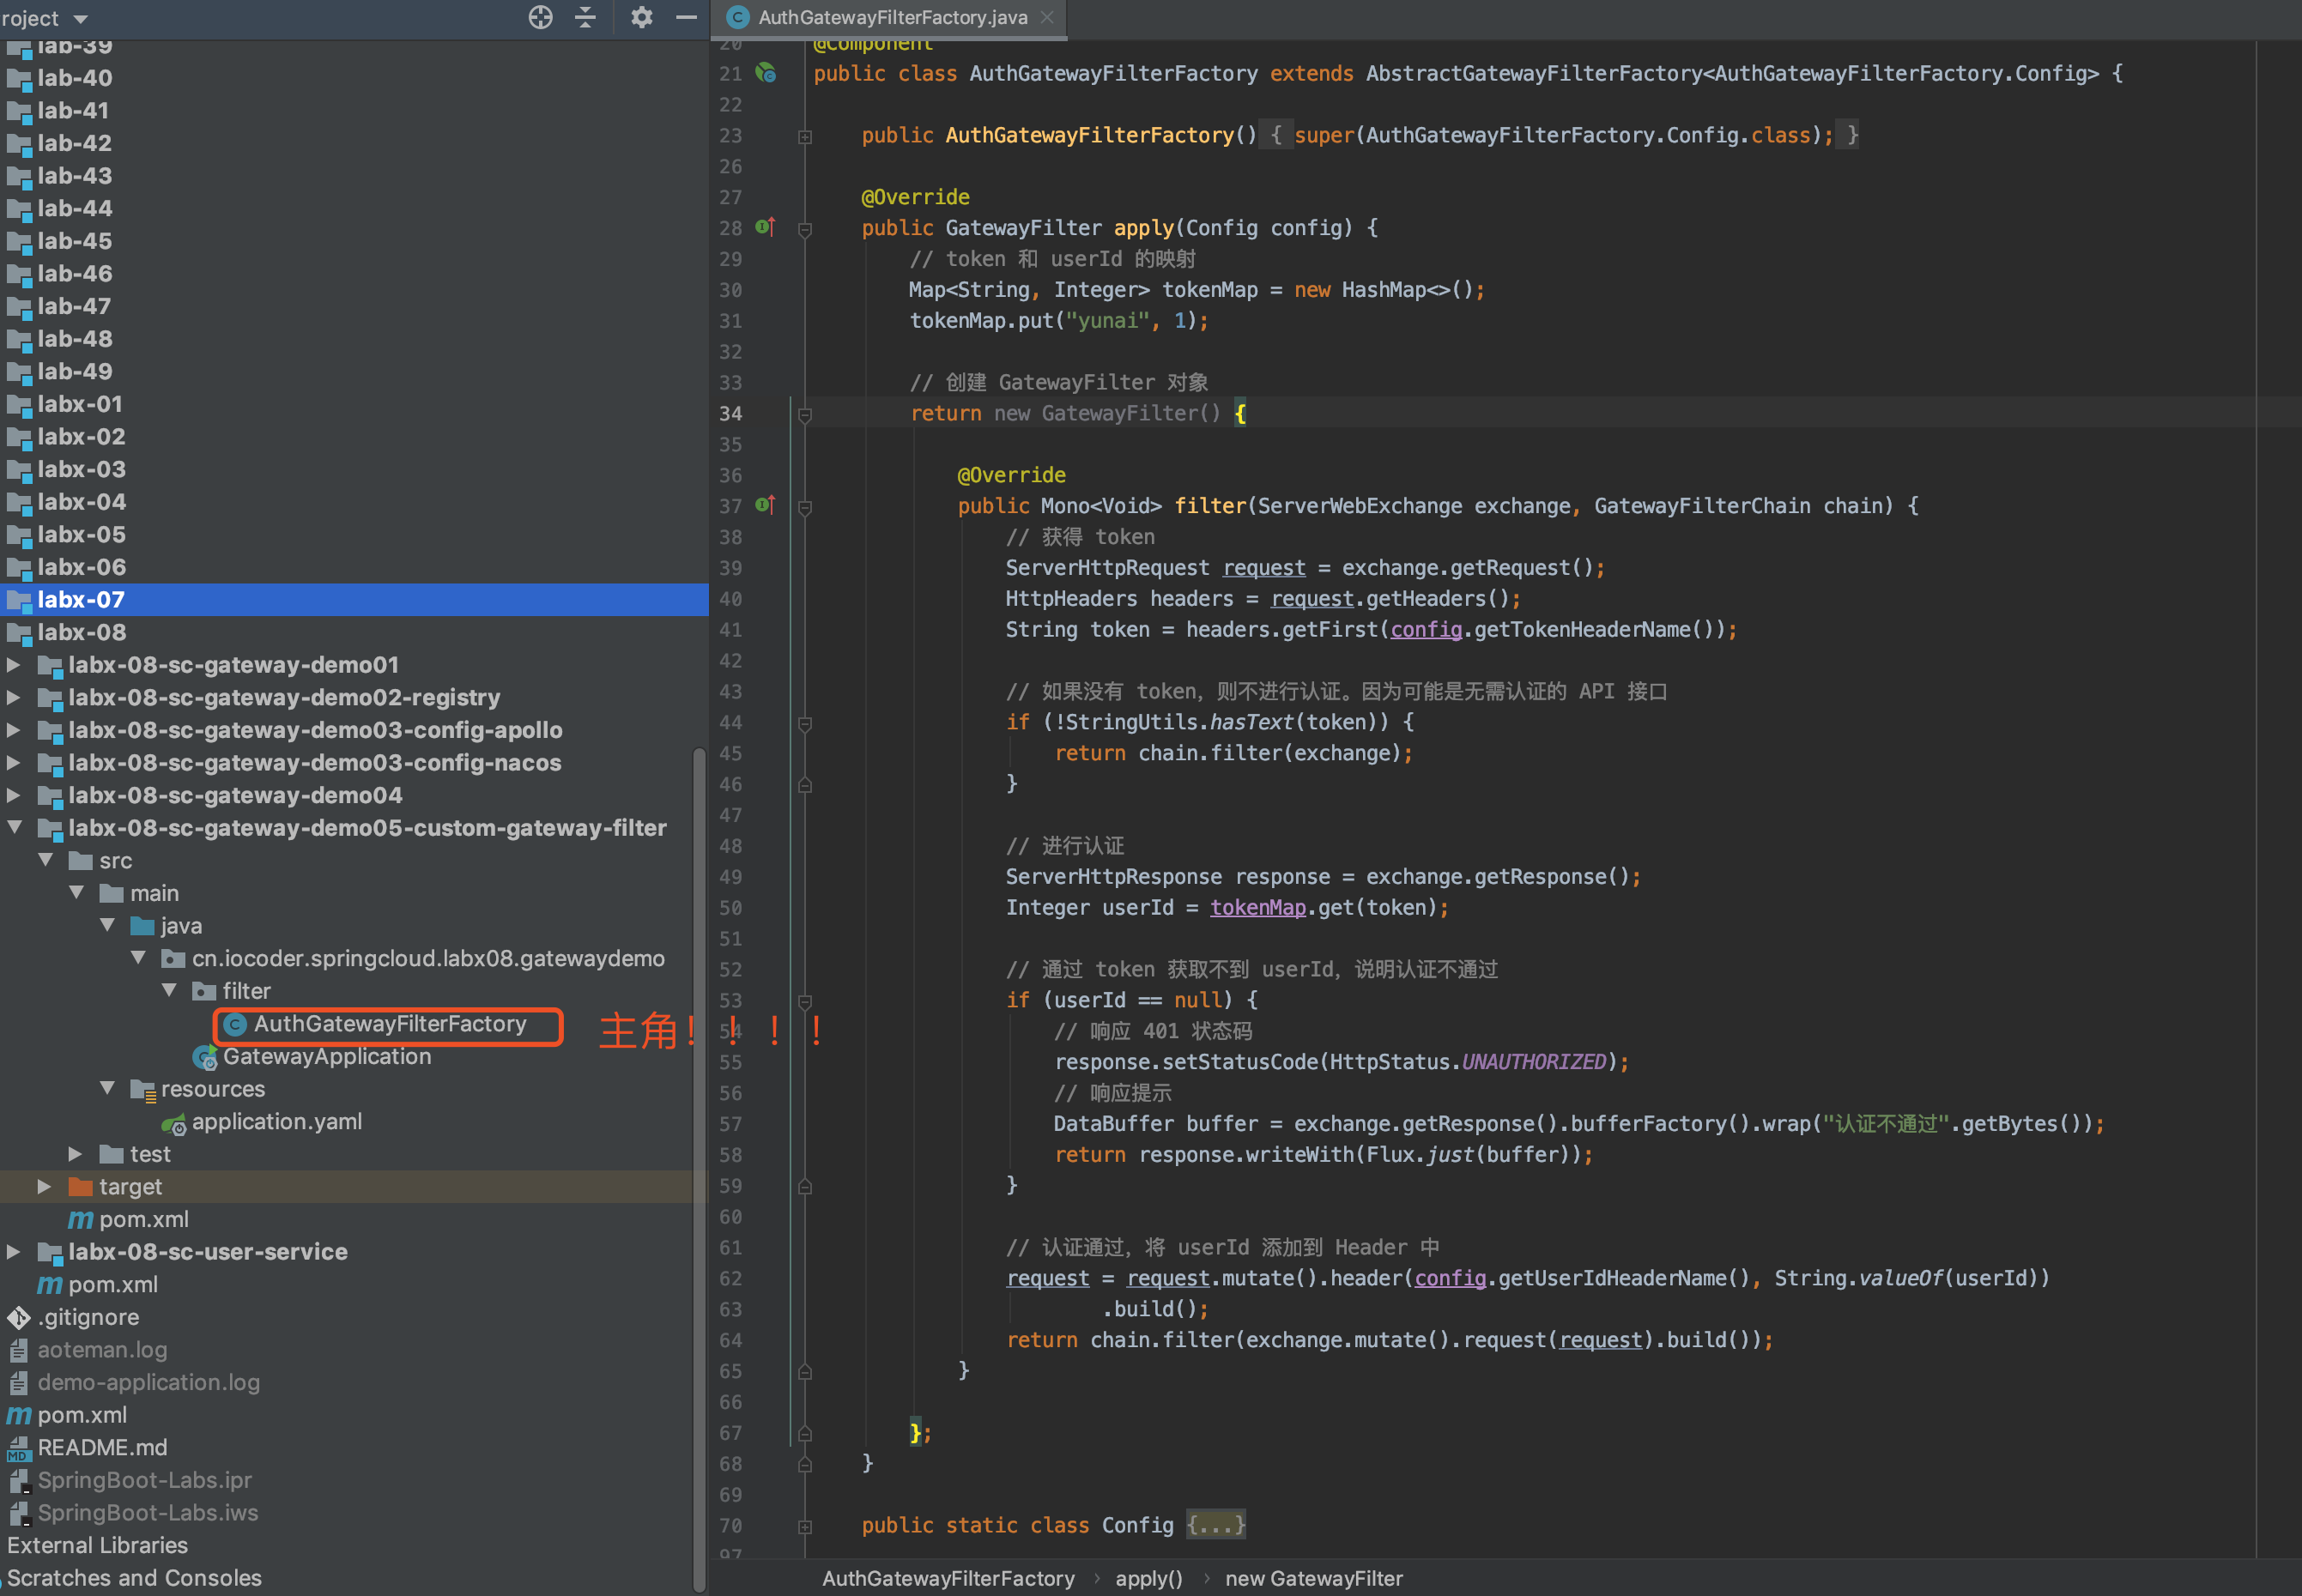 roject
lab-39
lab-40
lab-41
lab-42
lab-43
lab-44
lab-45
lab-46
lab-47
lab-48
lab-49
labx-01
labx-02
labx-03
labx-04
labx-05
labx-06
labx-07
labx-08
labx-08-sc-gateway-demo01
labx-08-sc-gateway-demo02-registry
labx-08-sc-gateway-demo03-config-apollo
labx-08-sc-gateway-demo03-config-nacos
labx-08-sc-gateway-demo04
labx-08-sc-gateway-demo05-custom-gateway-filter
src
main
java
cn.iocoder.springcloud.labx08.gatewaydemo
filter
AuthGatewayFilterFactory 主角！！！！
GatewayApplication
resources
application.yaml
test
target
pom.xml
labx-08-sc-user-service
pom.xml
.gitignore
aoteman.log
demo-application.log
pom.xml
README.md
SpringBoot-Labs.ipr
SpringBoot-Labs.iws
External Libraries
Scratches and Consoles
AuthGatewayFilterFactory.java
20 @Component
21 public class AuthGatewayFilterFactory extends AbstractGatewayFilterFactory<AuthGatewayFilterFactory.Config> {
22
23 public AuthGatewayFilterFactory() { super(AuthGatewayFilterFactory.Config.class); }
26
27 @Override
28 public GatewayFilter apply(Config config) {
29 // token 和 userId 的映射
30 Map<String, Integer> tokenMap = new HashMap<>();
31 tokenMap.put("yunai", 1);
32
33 // 创建 GatewayFilter 对象
34 return new GatewayFilter() {
35
36 @Override
37 public Mono<Void> filter(ServerWebExchange exchange, GatewayFilterChain chain) {
38 // 获得 token
39 ServerHttpRequest request = exchange.getRequest();
40 HttpHeaders headers = request.getHeaders();
41 String token = headers.getFirst(config.getTokenHeaderName());
42
43 // 如果没有 token，则不进行认证。因为可能是无需认证的 API 接口
44 if (!StringUtils.hasText(token)) {
45 return chain.filter(exchange);
46 }
47
48 // 进行认证
49 ServerHttpResponse response = exchange.getResponse();
50 Integer userId = tokenMap.get(token);
51
52 // 通过 token 获取不到 userId，说明认证不通过
53 if (userId == null) {
54 // 响应 401 状态码
55 response.setStatusCode(HttpStatus.UNAUTHORIZED);
56 // 响应提示
57 DataBuffer buffer = exchange.getResponse().bufferFactory().wrap("认证不通过".getBytes());
58 return response.writeWith(Flux.just(buffer));
59 }
60
61 // 认证通过，将 userId 添加到 Header 中
62 request = request.mutate().header(config.getUserIdHeaderName(), String.valueOf(userId))
63 .build();
64 return chain.filter(exchange.mutate().request(request).build());
65 }
66
67 };
68 }
69
70 public static class Config {...}
97
AuthGatewayFilterFactory › apply() › new GatewayFilter